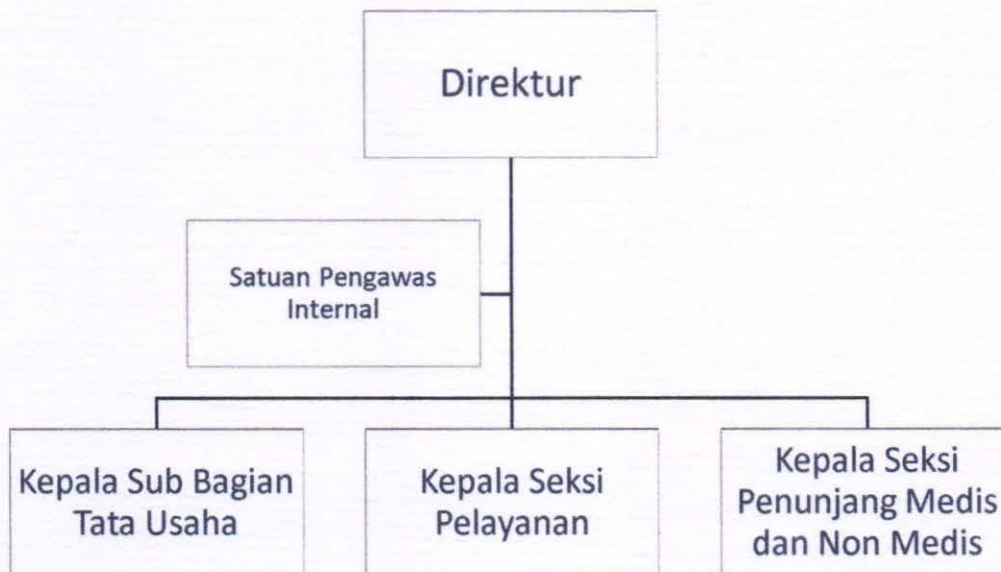 Direktur
Satuan Pengawas
Internal
Kepala Sub Bagian
Tata Usaha
Kepala Seksi
Pelayanan
Kepala Seksi
Penunjang Medis
dan Non Medis